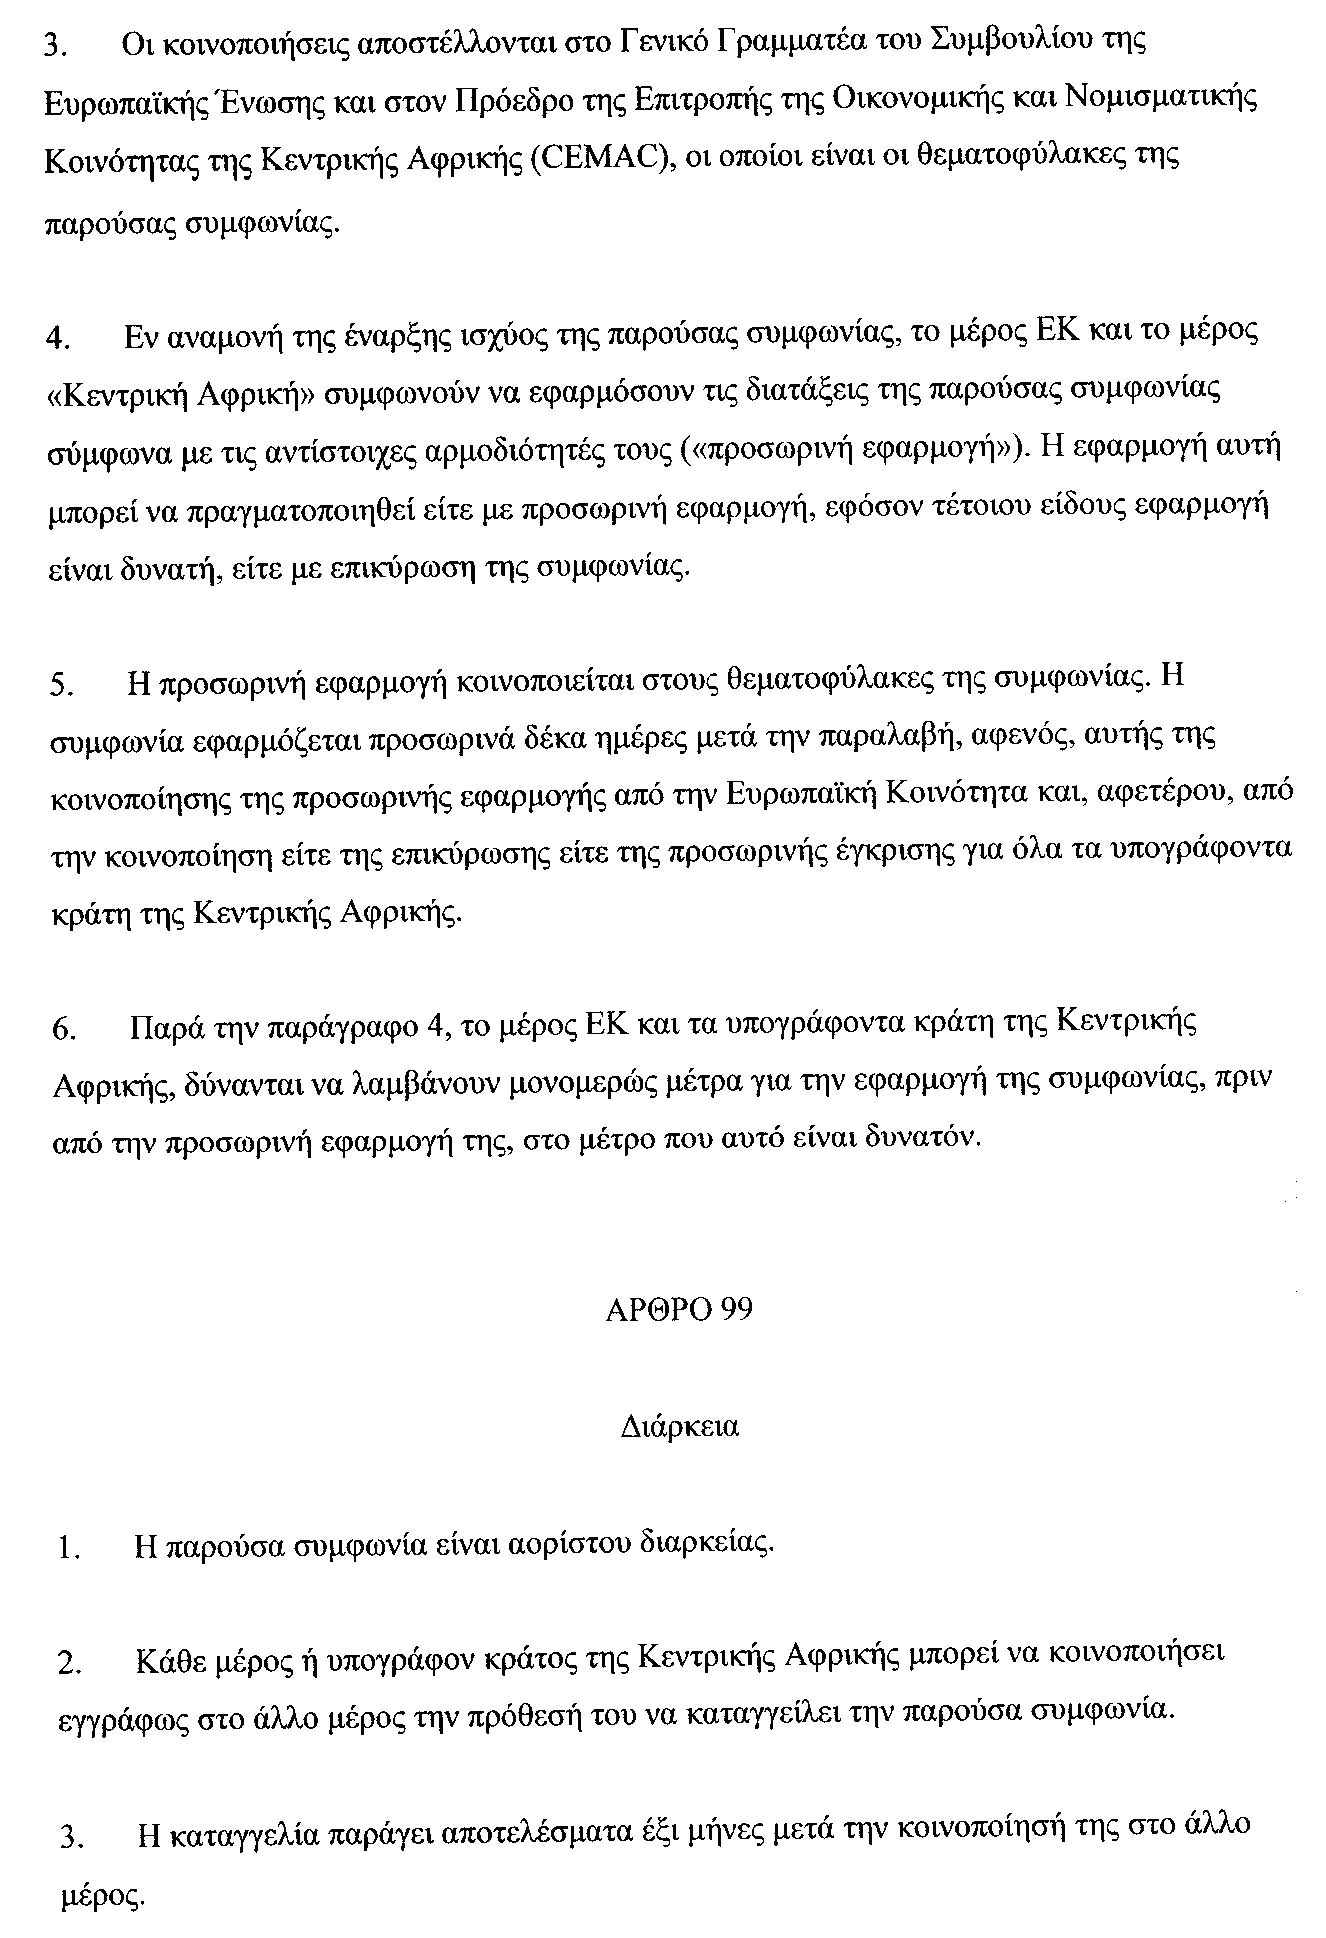 3. Οι κοινοποιήσεις αποστέλλονται στο Γενικό Γραμματέα του Συμβουλίου της
Ευρωπαϊκής Ένωσης και στον Πρόεδρο της Επιτροπής της Οικονομικής και Νομισματικής
Κοινότητας της Κεντρικής Αφρικής (CEMAC), οι οποίοι είναι οι θεματοφύλακες της
παρούσας συμφωνίας.
4. Εν αναμονή της έναρξης ισχύος της παρούσας συμφωνίας, το μέρος ΕΚ και το μέρος
«Κεντρική Αφρική» συμφωνούν να εφαρμόσουν τις διατάξεις της παρούσας συμφωνίας
σύμφωνα με τις αντίστοιχες αρμοδιότητές τους («προσωρινή εφαρμογή»). Η εφαρμογή αυτή
μπορεί να πραγματοποιηθεί είτε με προσωρινή εφαρμογή, εφόσον τέτοιου είδους εφαρμογή
είναι δυνατή, είτε με επικύρωση της συμφωνίας.
5. Η προσωρινή εφαρμογή κοινοποιείται στους θεματοφύλακες της συμφωνίας. Η
συμφωνία εφαρμόζεται προσωρινά δέκα ημέρες μετά την παραλαβή, αφενός, αυτής της
κοινοποίησης της προσωρινής εφαρμογής από την Ευρωπαϊκή Κοινότητα και, αφετέρου, από
την κοινοποίηση είτε της επικύρωσης είτε της προσωρινής έγκρισης για όλα τα υπογράφοντα
κράτη της Κεντρικής Αφρικής.
6. Παρά την παράγραφο 4, το μέρος ΕΚ και τα υπογράφοντα κράτη της Κεντρικής
Αφρικής, δύνανται να λαμβάνουν μονομερώς μέτρα για την εφαρμογή της συμφωνίας, πριν
από την προσωρινή εφαρμογή της, στο μέτρο που αυτό είναι δυνατόν.
ΑΡΘΡΟ 99
Διάρκεια
1. Η παρούσα συμφωνία είναι αορίστου διαρκείας.
2. Κάθε μέρος ή υπογράφον κράτος της Κεντρικής Αφρικής μπορεί να κοινοποιήσει
εγγράφως στο άλλο μέρος την πρόθεσή του να καταγγείλει την παρούσα συμφωνία.
3. Η καταγγελία παράγει αποτελέσματα έξι μήνες μετά την κοινοποίησή της στο άλλο
μέρος.